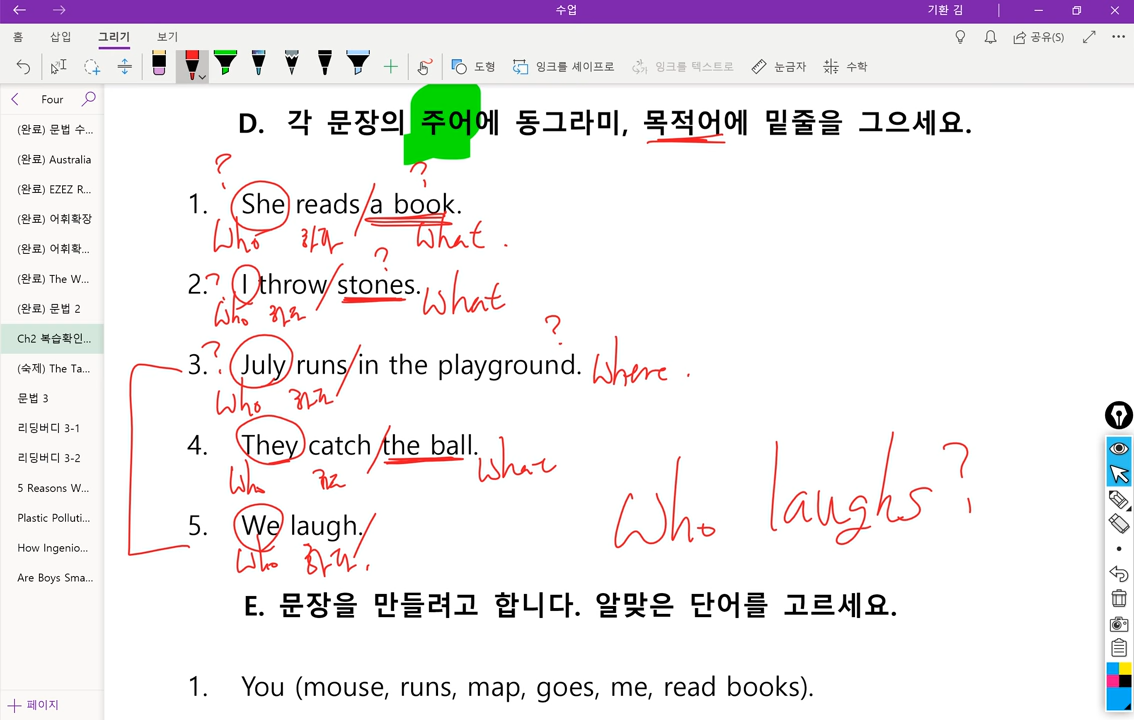 수업
기환 김
홈 삽입 그리기 보기
공유(S)
도형 잉크를 셰이프로 잉크를 텍스트로 눈금자 수학
Four
(완료) 문법 수...
(완료) Australia
(완료) EZEZ R...
(완료) 어휘확장
(완료) 어휘확...
(완료) The W...
(완료) 문법 2
Ch2 복습확인...
(숙제) The Ta...
문법 3
리딩버디 3-1
리딩버디 3-2
5 Reasons W...
Plastic Polluti...
How Ingenio...
Are Boys Sma...
페이지
D. 각 문장의 주어에 동그라미, 목적어에 밑줄을 그으세요.
? ?
1. She reads / a book.
Who 하다 What.
? ?
2. I throw / stones. What
Who 하다
? ?
3. July runs / in the playground. Where.
Who 하다
4. They catch / the ball. What
Who 하다
5. We laugh. /
Who 하다.
Who laughs?
E. 문장을 만들려고 합니다. 알맞은 단어를 고르세요.
1. You (mouse, runs, map, goes, me, read books).